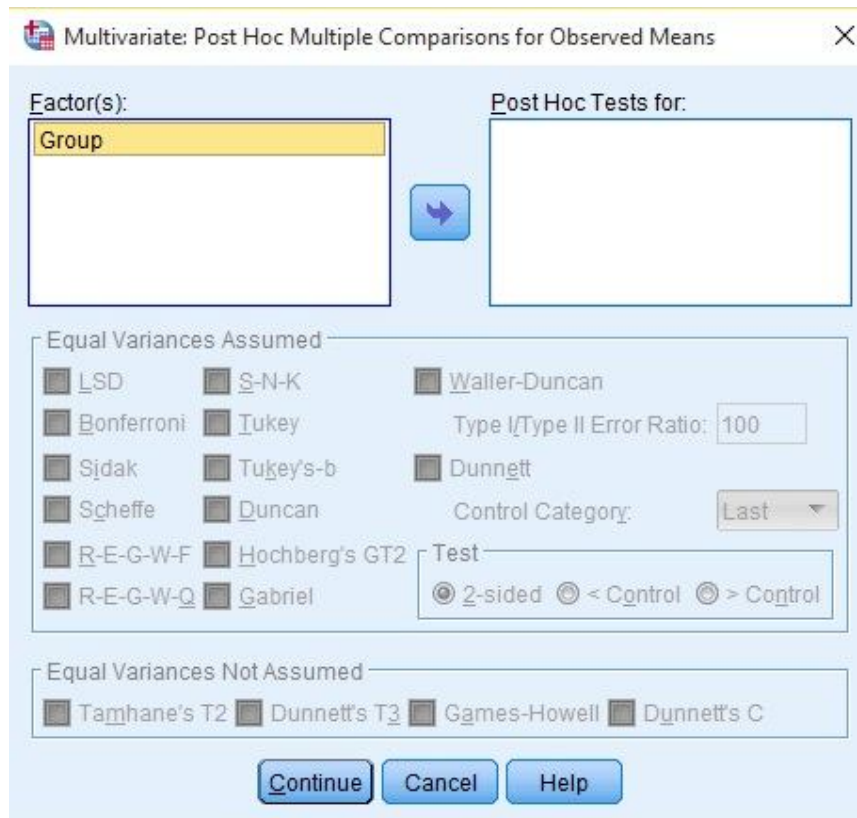 Multivariate: Post Hoc Multiple Comparisons for Observed Means
Factor(s):
Group
Post Hoc Tests for:
Equal Variances Assumed
LSD S-N-K Waller-Duncan
Bonferroni Tukey Type I/Type II Error Ratio: 100
Sidak Tukey's-b Dunnett
Scheffe Duncan Control Category: Last
R-E-G-W-F Hochberg's GT2 Test
R-E-G-W-Q Gabriel 2-sided < Control > Control
Equal Variances Not Assumed
Tamhane's T2 Dunnett's T3 Games-Howell Dunnett's C
Continue Cancel Help